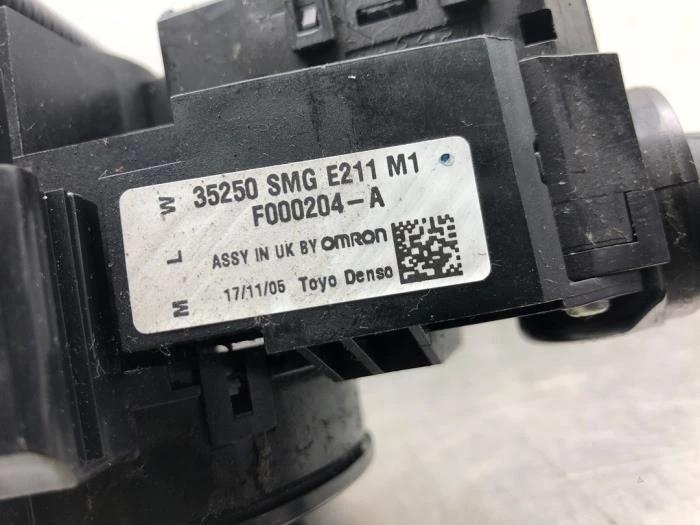 35250 SMG E211 M1
F000204-A
ASSY IN UK BY OMRON
17/11/05 Toyo Denso
W
L
M